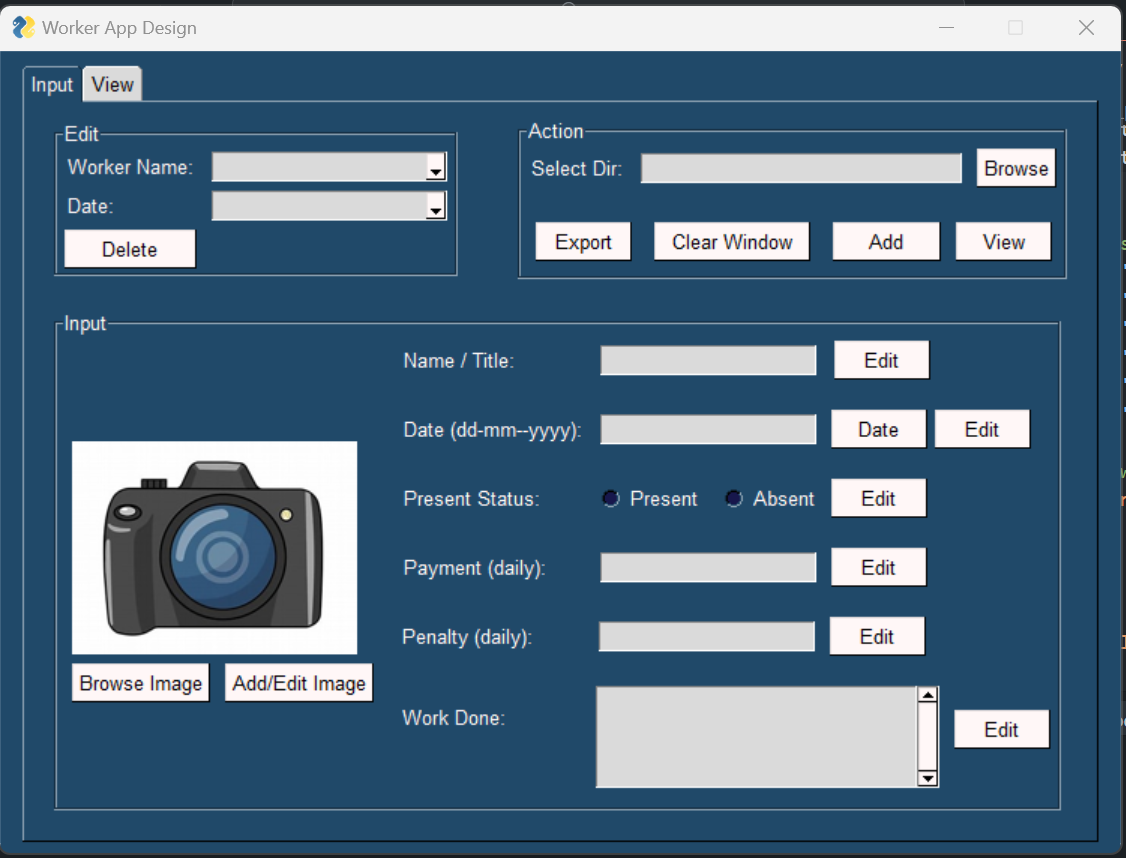 Worker App Design
Input View
Edit
Worker Name:
Date:
Delete
Action
Select Dir: Browse
Export Clear Window Add View
Input
Name / Title: Edit
Date (dd-mm--yyyy): Date Edit
Present Status: Present Absent Edit
Payment (daily): Edit
Penalty (daily): Edit
Work Done: Edit
Browse Image Add/Edit Image